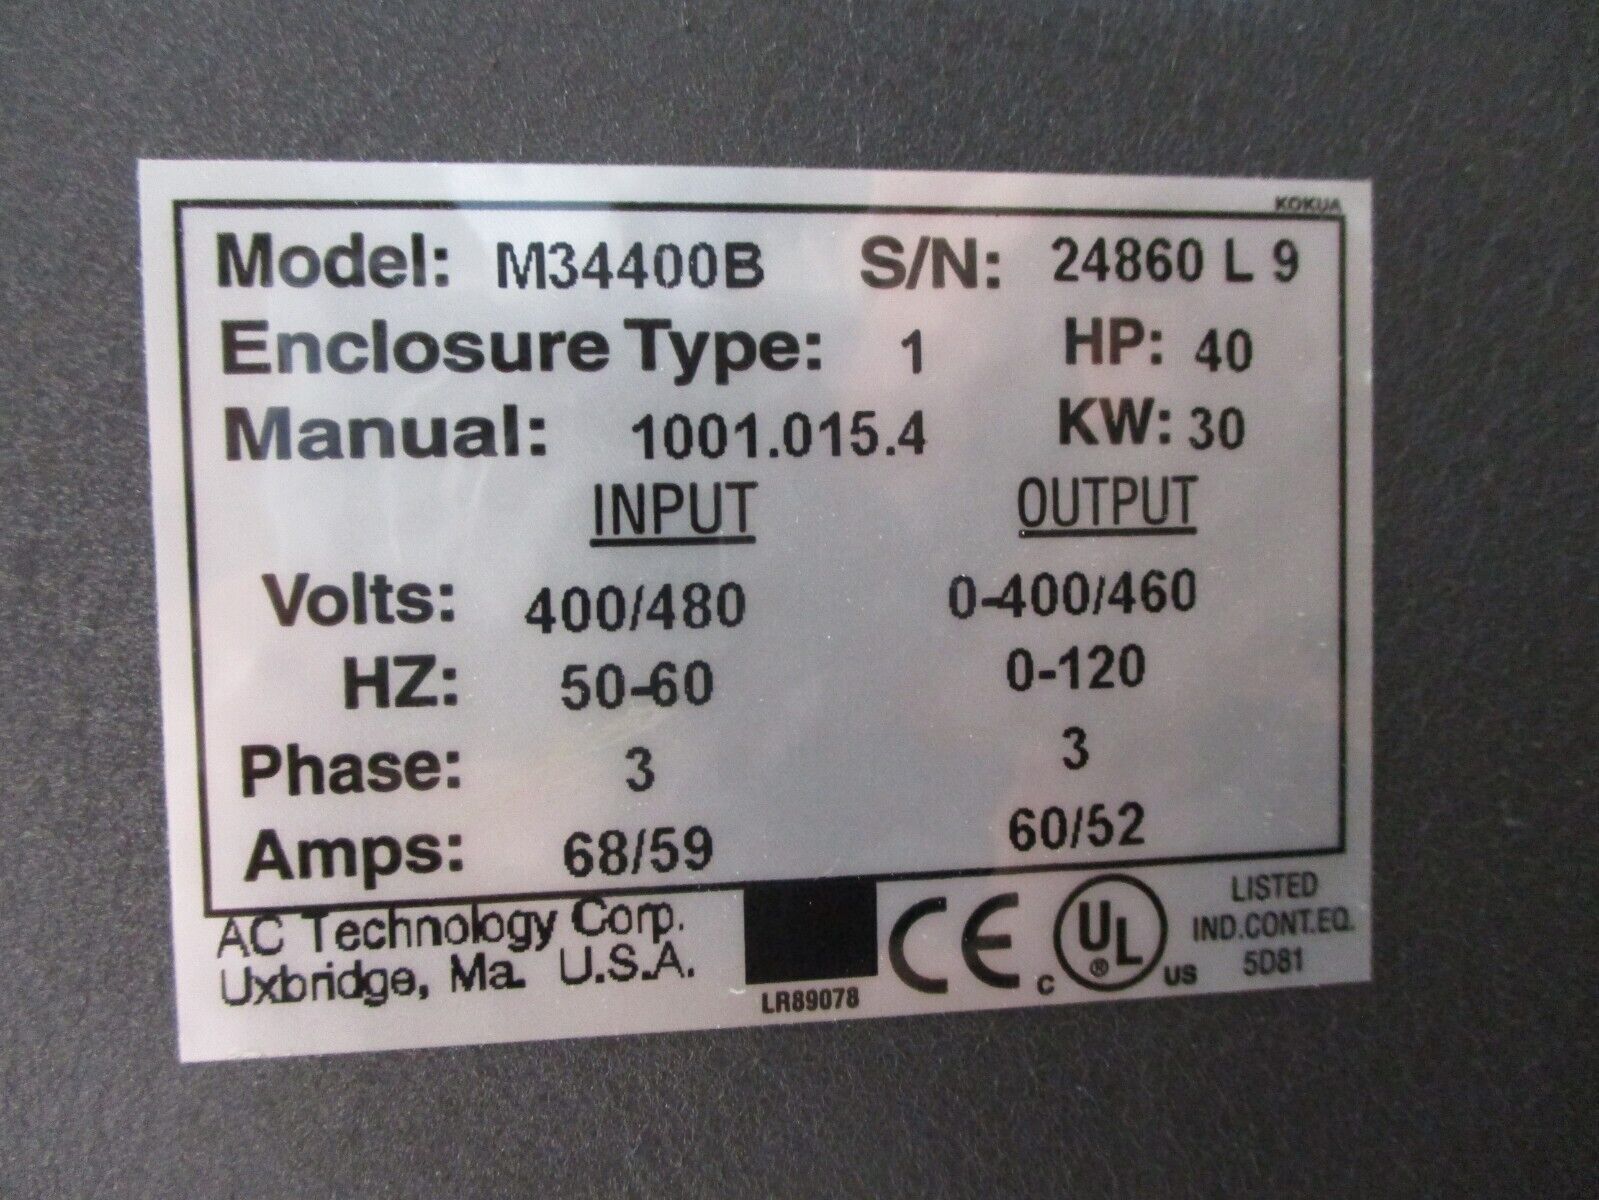 KOKUA
Model: M34400B S/N: 24860 L 9
Enclosure Type: 1 HP: 40
Manual: 1001.015.4 KW: 30
INPUT OUTPUT
Volts: 400/480 0-400/460
HZ: 50-60 0-120
Phase: 3 3
Amps: 68/59 60/52
AC Technology Corp.
Uxbridge, Ma. U.S.A.
LR89078
CE
C UL ® US
LISTED
IND.CONT.EQ.
5D81